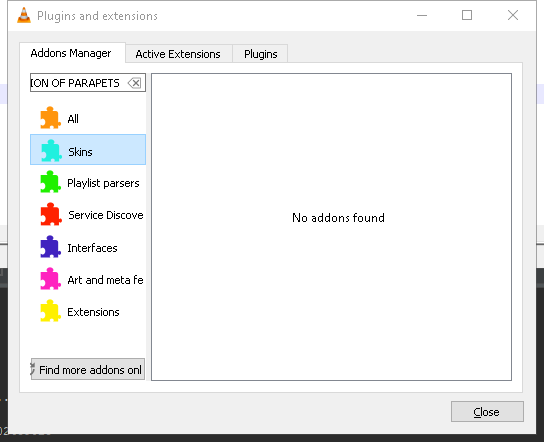 Plugins and extensions
Addons Manager
Active Extensions
Plugins
ION OF PARAPETS
All
Skins
Playlist parsers
Service Discove
Interfaces
Art and meta fe
Extensions
No addons found
Find more addons onl
Close